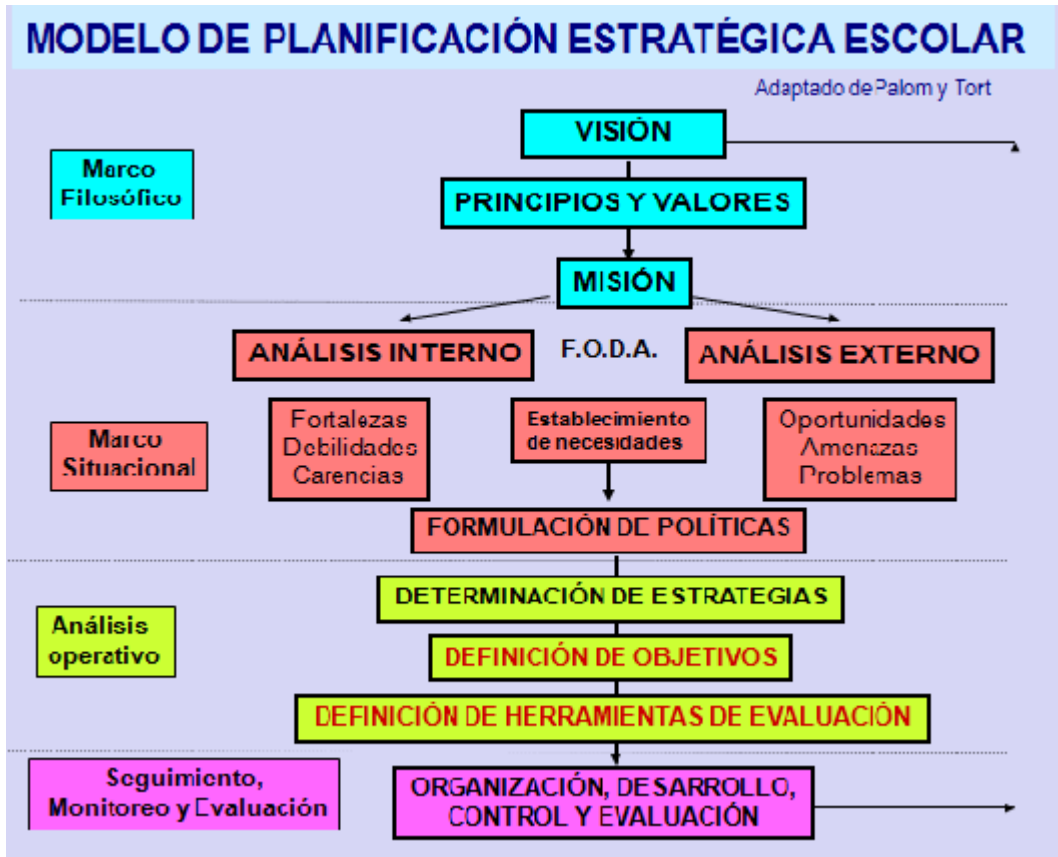 MODELO DE PLANIFICACIÓN ESTRATÉGICA ESCOLAR
Adaptado de Palom y Tort
VISIÓN
Marco
Filosófico
PRINCIPIOS Y VALORES
MISIÓN
ANÁLISIS INTERNO
F.O.D.A.
ANÁLISIS EXTERNO
Marco
Situacional
Fortalezas
Debilidades
Carencias
Establecimiento
de necesidades
Oportunidades
Amenazas
Problemas
FORMULACIÓN DE POLÍTICAS
Análisis
operativo
DETERMINACIÓN DE ESTRATEGIAS
DEFINICIÓN DE OBJETIVOS
DEFINICIÓN DE HERRAMIENTAS DE EVALUACIÓN
Seguimiento,
Monitoreo y Evaluación
ORGANIZACIÓN, DESARROLLO,
CONTROL Y EVALUACIÓN